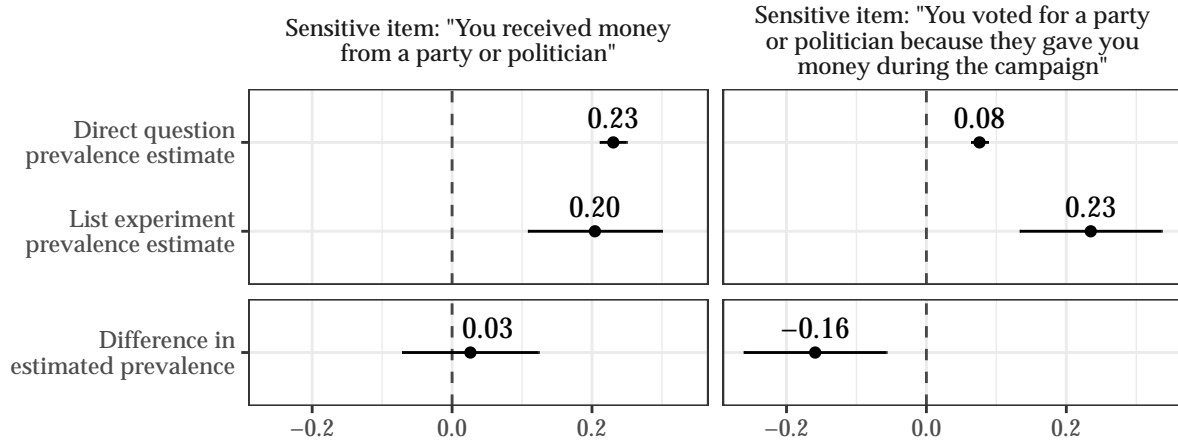 Sensitive item: "You received money
from a party or politician"
Sensitive item: "You voted for a party
or politician because they gave you
money during the campaign"
Direct question
prevalence estimate
0.23
0.08
List experiment
prevalence estimate
0.20
0.23
Difference in
estimated prevalence
0.03
−0.16
−0.2 0.0 0.2
−0.2 0.0 0.2